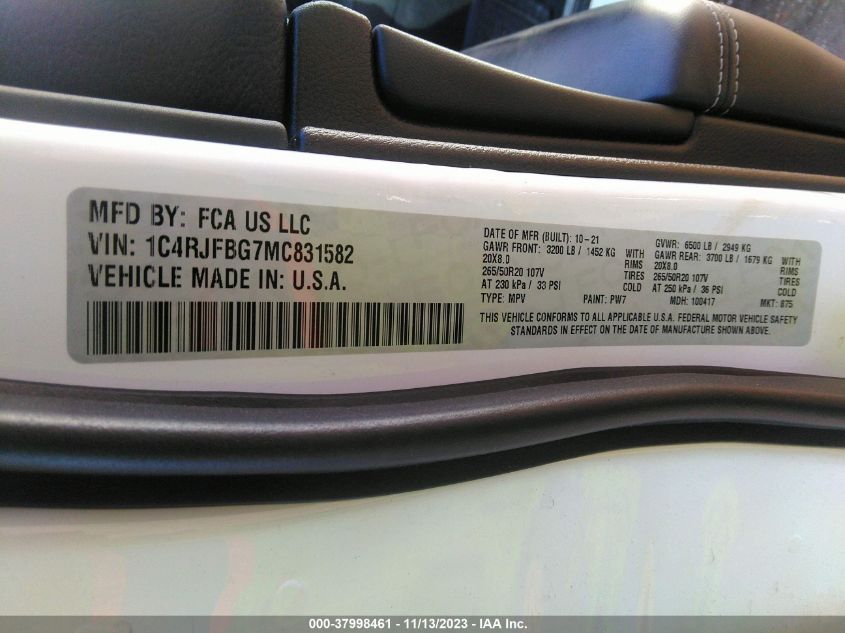 MFD BY: FCA US LLC
VIN: 1C4RJFBG7MC831582
VEHICLE MADE IN: U.S.A.
DATE OF MFR (BUILT): 10-21 GVWR: 6500 LB / 2949 KG
GAWR FRONT: 3200 LB / 1452 KG WITH GAWR REAR: 3700 LB / 1679 KG WITH
20X8.0 RIMS 20X8.0 RIMS
265/50R20 107V TIRES 265/50R20 107V TIRES
AT 230 kPa / 33 PSI COLD AT 250 kPa / 36 PSI COLD
TYPE: MPV PAINT: PW7 MDH: 100417 MKT: 875
THIS VEHICLE CONFORMS TO ALL APPLICABLE U.S.A. FEDERAL MOTOR VEHICLE SAFETY
STANDARDS IN EFFECT ON THE DATE OF MANUFACTURE SHOWN ABOVE.
000-37998461 - 11/13/2023 - IAA Inc.